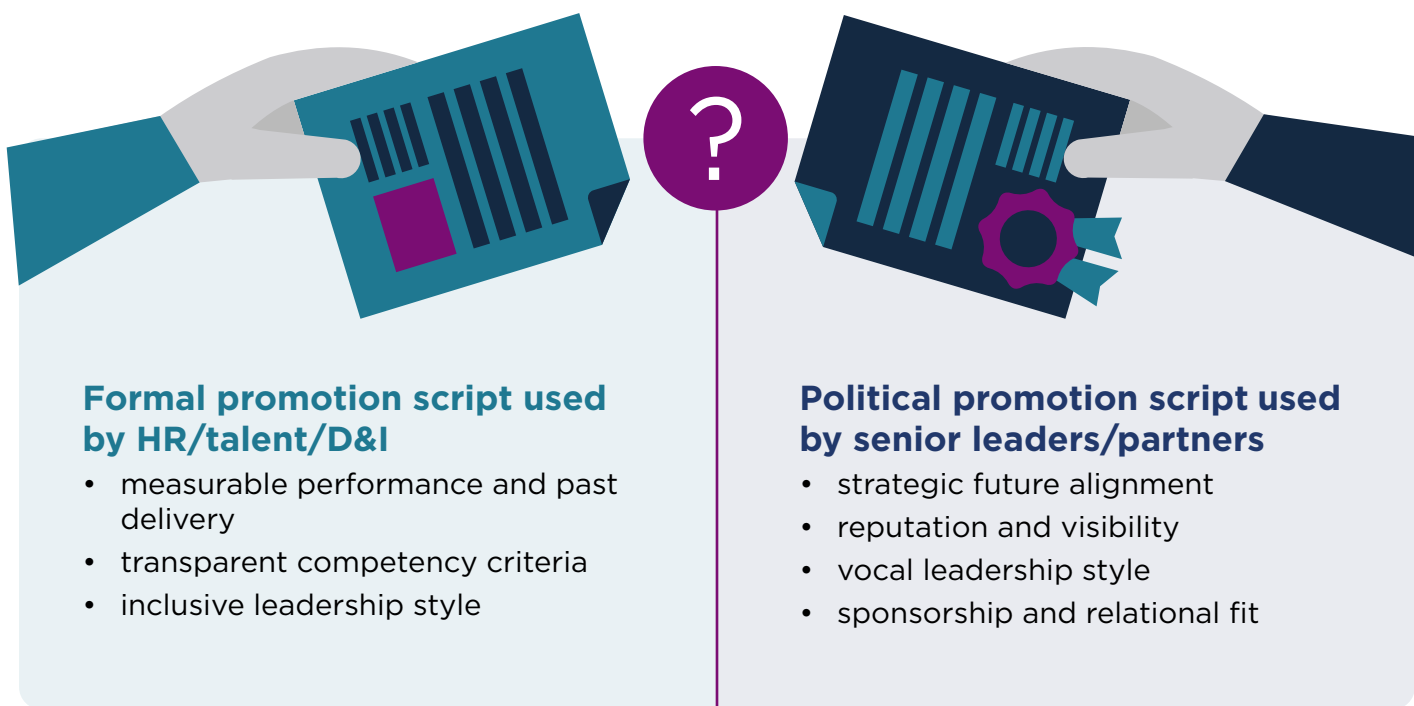 ?
Formal promotion script used
by HR/talent/D&I
• measurable performance and past
delivery
• transparent competency criteria
• inclusive leadership style
Political promotion script used
by senior leaders/partners
• strategic future alignment
• reputation and visibility
• vocal leadership style
• sponsorship and relational fit